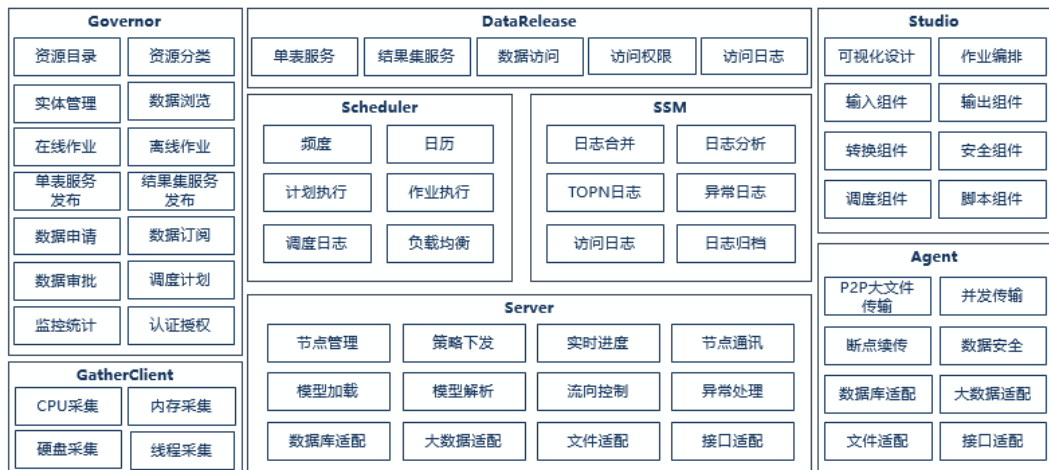 Governor
资源目录
资源分类
实体管理
数据浏览
在线作业
离线作业
单表服务
发布
结果集服务
发布
数据申请
数据订阅
数据审批
调度计划
监控统计
认证授权
GatherClient
CPU采集
内存采集
硬盘采集
线程采集
DataRelease
单表服务
结果集服务
数据访问
访问权限
访问日志
Scheduler
频度
日历
计划执行
作业执行
调度日志
负载均衡
SSM
日志合并
日志分析
TOPN日志
异常日志
访问日志
日志归档
Server
节点管理
策略下发
实时进度
节点通讯
模型加载
模型解析
流向控制
异常处理
数据库适配
大数据适配
文件适配
接口适配
Studio
可视化设计
作业编排
输入组件
输出组件
转换组件
安全组件
调度组件
脚本组件
Agent
P2P大文件
传输
并发传输
断点续传
数据安全
数据库适配
大数据适配
文件适配
接口适配